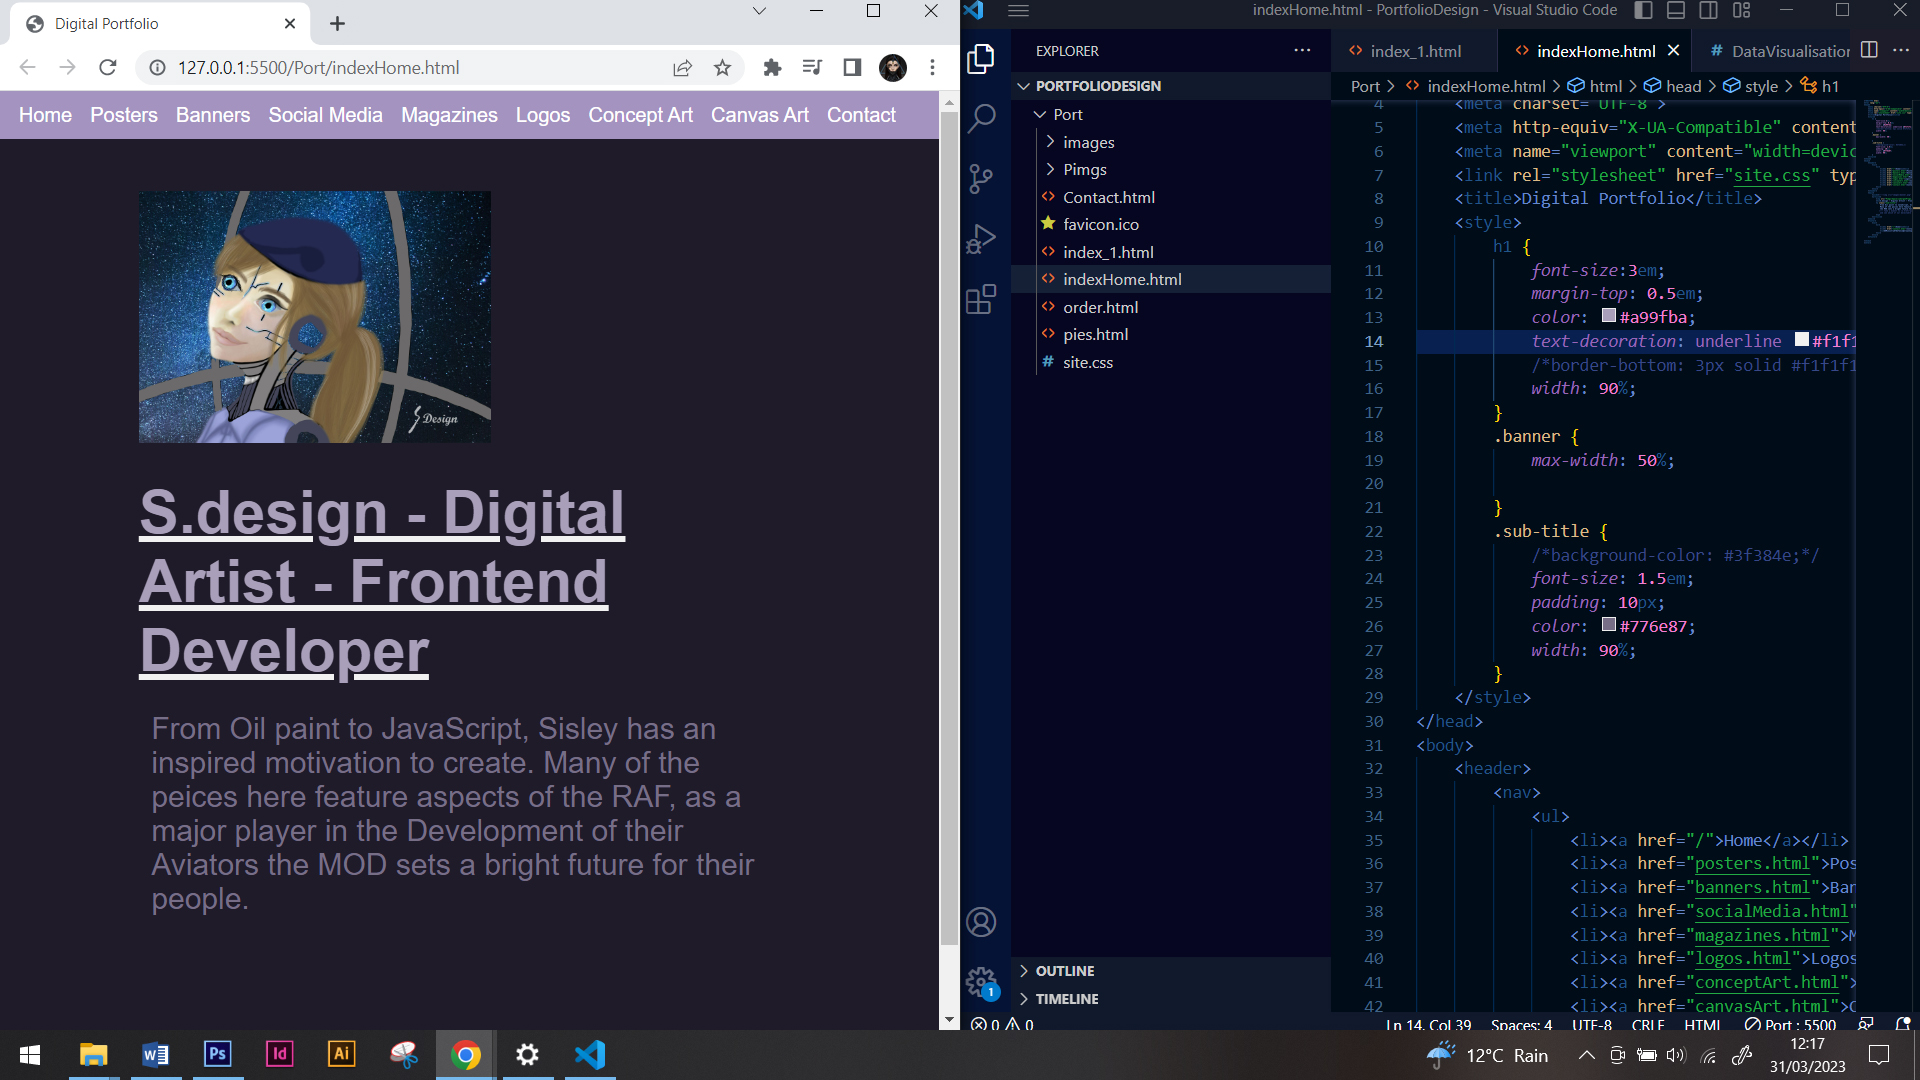 Digital Portfolio
127.0.0.1:5500/Port/indexHome.html
Home Posters Banners Social Media Magazines Logos Concept Art Canvas Art Contact
S Design
S.design - Digital
Artist - Frontend
Developer
From Oil paint to JavaScript, Sisley has an
inspired motivation to create. Many of the
peices here feature aspects of the RAF, as a
major player in the Development of their
Aviators the MOD sets a bright future for their
people.
indexHome.html - PortfolioDesign - Visual Studio Code
EXPLORER
PORTFOLIODESIGN
Port
images
Pimgs
Contact.html
favicon.ico
index_1.html
indexHome.html
order.html
pies.html
site.css
OUTLINE
TIMELINE
index_1.html indexHome.html # DataVisualisation
Port > indexHome.html > html > head > style > h1
4 <meta charset="UTF-8">
5 <meta http-equiv="X-UA-Compatible" content
6 <meta name="viewport" content="width=devic
7 <link rel="stylesheet" href="site.css" typ
8 <title>Digital Portfolio</title>
9 <style>
10 h1 {
11 font-size:3em;
12 margin-top: 0.5em;
13 color: #a99fba;
14 text-decoration: underline #f1f1
15 /*border-bottom: 3px solid #f1f1f1
16 width: 90%;
17 }
18 .banner {
19 max-width: 50%;
20
21 }
22 .sub-title {
23 /*background-color: #3f384e;*/
24 font-size: 1.5em;
25 padding: 10px;
26 color: #776e87;
27 width: 90%;
28 }
29 </style>
30 </head>
31 <body>
32 <header>
33 <nav>
34 <ul>
35 <li><a href="/">Home</a></li>
36 <li><a href="posters.html">Pos
37 <li><a href="banners.html">Ban
38 <li><a href="socialMedia.html"
39 <li><a href="magazines.html">M
40 <li><a href="logos.html">Logos
41 <li><a href="conceptArt.html">
42 <li><a href="canvasArt.html">C
1
0 0 Ln 14, Col 39 Spaces: 4 UTF-8 CRLF HTML Port : 5500
W Ps Id Ai
12°C Rain
12:17
31/03/2023